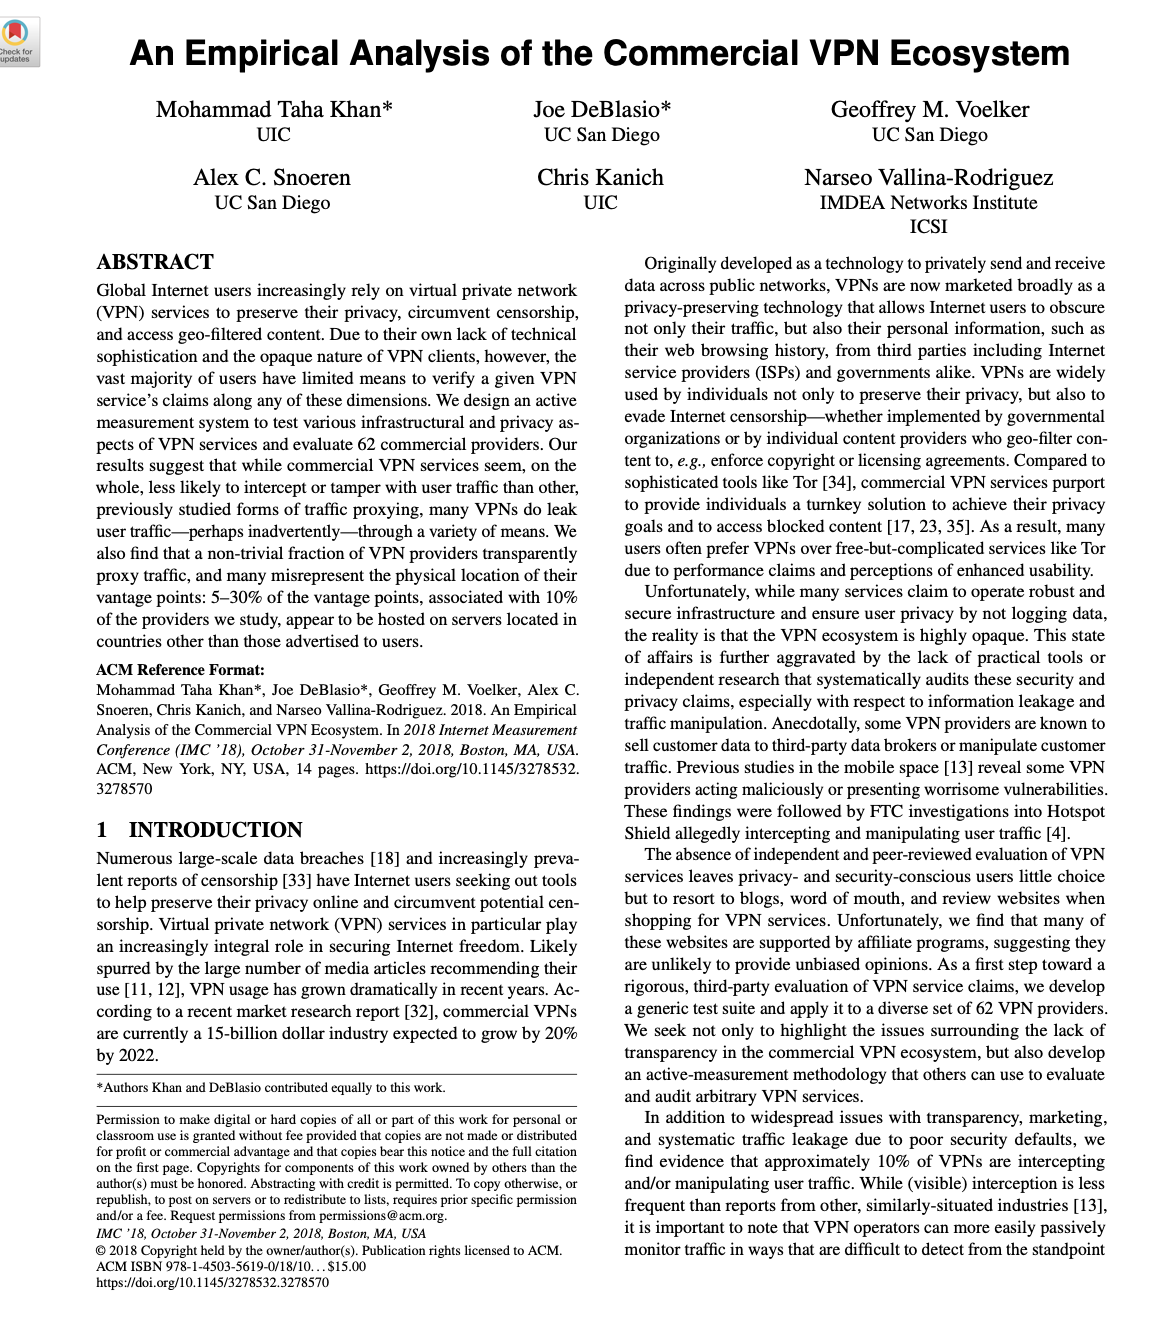 Check for
updates
An Empirical Analysis of the Commercial VPN Ecosystem
Mohammad Taha Khan*
UIC
Joe DeBlasio*
UC San Diego
Geoffrey M. Voelker
UC San Diego
Alex C. Snoeren
UC San Diego
Chris Kanich
UIC
Narseo Vallina-Rodriguez
IMDEA Networks Institute
ICSI
ABSTRACT
Global Internet users increasingly rely on virtual private network
(VPN) services to preserve their privacy, circumvent censorship,
and access geo-filtered content. Due to their own lack of technical
sophistication and the opaque nature of VPN clients, however, the
vast majority of users have limited means to verify a given VPN
service's claims along any of these dimensions. We design an active
measurement system to test various infrastructural and privacy as-
pects of VPN services and evaluate 62 commercial providers. Our
results suggest that while commercial VPN services seem, on the
whole, less likely to intercept or tamper with user traffic than other,
previously studied forms of traffic proxying, many VPNs do leak
user traffic—perhaps inadvertently—through a variety of means. We
also find that a non-trivial fraction of VPN providers transparently
proxy traffic, and many misrepresent the physical location of their
vantage points: 5–30% of the vantage points, associated with 10%
of the providers we study, appear to be hosted on servers located in
countries other than those advertised to users.
ACM Reference Format:
Mohammad Taha Khan*, Joe DeBlasio*, Geoffrey M. Voelker, Alex C.
Snoeren, Chris Kanich, and Narseo Vallina-Rodriguez. 2018. An Empirical
Analysis of the Commercial VPN Ecosystem. In 2018 Internet Measurement
Conference (IMC '18), October 31-November 2, 2018, Boston, MA, USA.
ACM, New York, NY, USA, 14 pages. https://doi.org/10.1145/3278532.
3278570
1 INTRODUCTION
Numerous large-scale data breaches [18] and increasingly preva-
lent reports of censorship [33] have Internet users seeking out tools
to help preserve their privacy online and circumvent potential cen-
sorship. Virtual private network (VPN) services in particular play
an increasingly integral role in securing Internet freedom. Likely
spurred by the large number of media articles recommending their
use [11, 12], VPN usage has grown dramatically in recent years. Ac-
cording to a recent market research report [32], commercial VPNs
are currently a 15-billion dollar industry expected to grow by 20%
by 2022.
*Authors Khan and DeBlasio contributed equally to this work.
Permission to make digital or hard copies of all or part of this work for personal or
classroom use is granted without fee provided that copies are not made or distributed
for profit or commercial advantage and that copies bear this notice and the full citation
on the first page. Copyrights for components of this work owned by others than the
author(s) must be honored. Abstracting with credit is permitted. To copy otherwise, or
republish, to post on servers or to redistribute to lists, requires prior specific permission
and/or a fee. Request permissions from permissions@acm.org.
IMC '18, October 31-November 2, 2018, Boston, MA, USA
© 2018 Copyright held by the owner/author(s). Publication rights licensed to ACM.
ACM ISBN 978-1-4503-5619-0/18/10...$15.00
https://doi.org/10.1145/3278532.3278570
Originally developed as a technology to privately send and receive
data across public networks, VPNs are now marketed broadly as a
privacy-preserving technology that allows Internet users to obscure
not only their traffic, but also their personal information, such as
their web browsing history, from third parties including Internet
service providers (ISPs) and governments alike. VPNs are widely
used by individuals not only to preserve their privacy, but also to
evade Internet censorship—whether implemented by governmental
organizations or by individual content providers who geo-filter con-
tent to, e.g., enforce copyright or licensing agreements. Compared to
sophisticated tools like Tor [34], commercial VPN services purport
to provide individuals a turnkey solution to achieve their privacy
goals and to access blocked content [17, 23, 35]. As a result, many
users often prefer VPNs over free-but-complicated services like Tor
due to performance claims and perceptions of enhanced usability.
Unfortunately, while many services claim to operate robust and
secure infrastructure and ensure user privacy by not logging data,
the reality is that the VPN ecosystem is highly opaque. This state
of affairs is further aggravated by the lack of practical tools or
independent research that systematically audits these security and
privacy claims, especially with respect to information leakage and
traffic manipulation. Anecdotally, some VPN providers are known to
sell customer data to third-party data brokers or manipulate customer
traffic. Previous studies in the mobile space [13] reveal some VPN
providers acting maliciously or presenting worrisome vulnerabilities.
These findings were followed by FTC investigations into Hotspot
Shield allegedly intercepting and manipulating user traffic [4].
The absence of independent and peer-reviewed evaluation of VPN
services leaves privacy- and security-conscious users little choice
but to resort to blogs, word of mouth, and review websites when
shopping for VPN services. Unfortunately, we find that many of
these websites are supported by affiliate programs, suggesting they
are unlikely to provide unbiased opinions. As a first step toward a
rigorous, third-party evaluation of VPN service claims, we develop
a generic test suite and apply it to a diverse set of 62 VPN providers.
We seek not only to highlight the issues surrounding the lack of
transparency in the commercial VPN ecosystem, but also develop
an active-measurement methodology that others can use to evaluate
and audit arbitrary VPN services.
In addition to widespread issues with transparency, marketing,
and systematic traffic leakage due to poor security defaults, we
find evidence that approximately 10% of VPNs are intercepting
and/or manipulating user traffic. While (visible) interception is less
frequent than reports from other, similarly-situated industries [13],
it is important to note that VPN operators can more easily passively
monitor traffic in ways that are difficult to detect from the standpoint